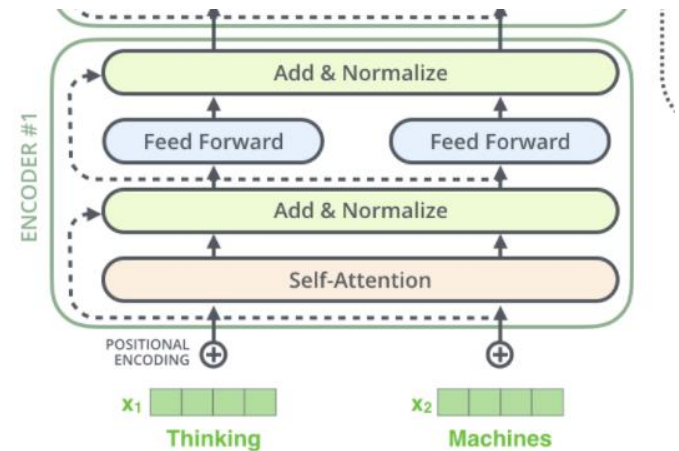 Add & Normalize
Feed Forward Feed Forward
ENCODER #1
Add & Normalize
Self-Attention
POSITIONAL
ENCODING
x₁ x₂
Thinking Machines